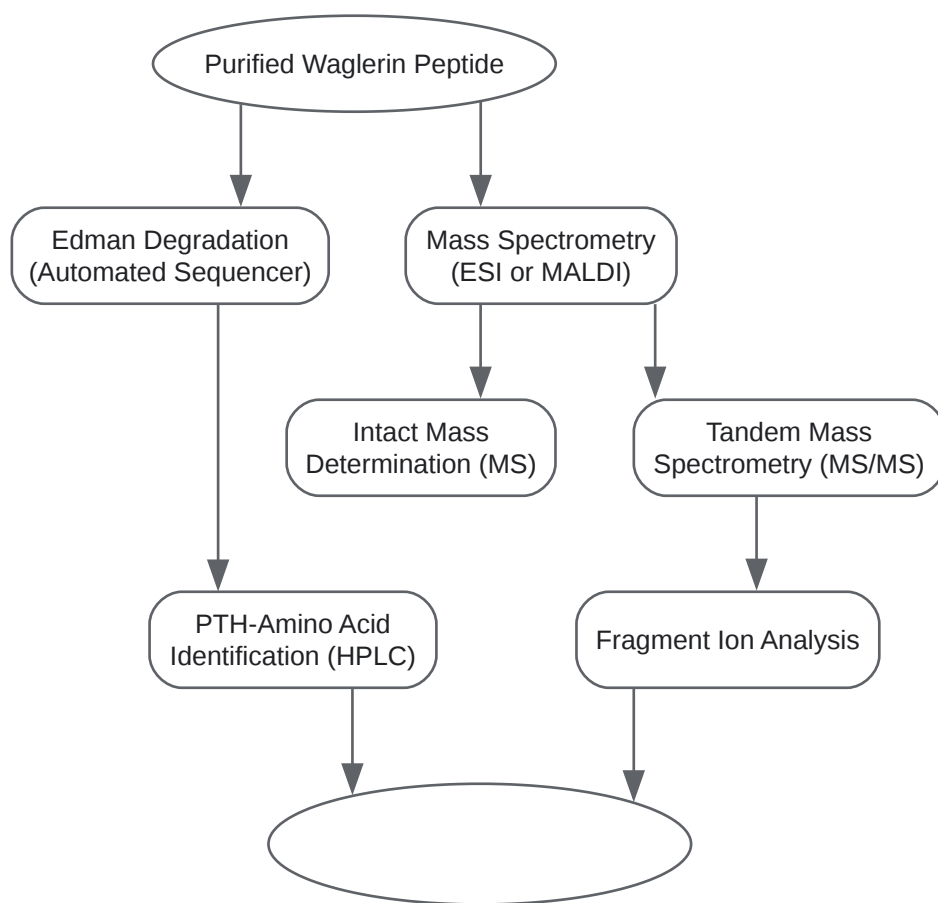 Purified Waglerin Peptide
Edman Degradation
(Automated Sequencer)
Mass Spectrometry
(ESI or MALDI)
Intact Mass
Determination (MS)
Tandem Mass
Spectrometry (MS/MS)
PTH-Amino Acid
Identification (HPLC)
Fragment Ion Analysis